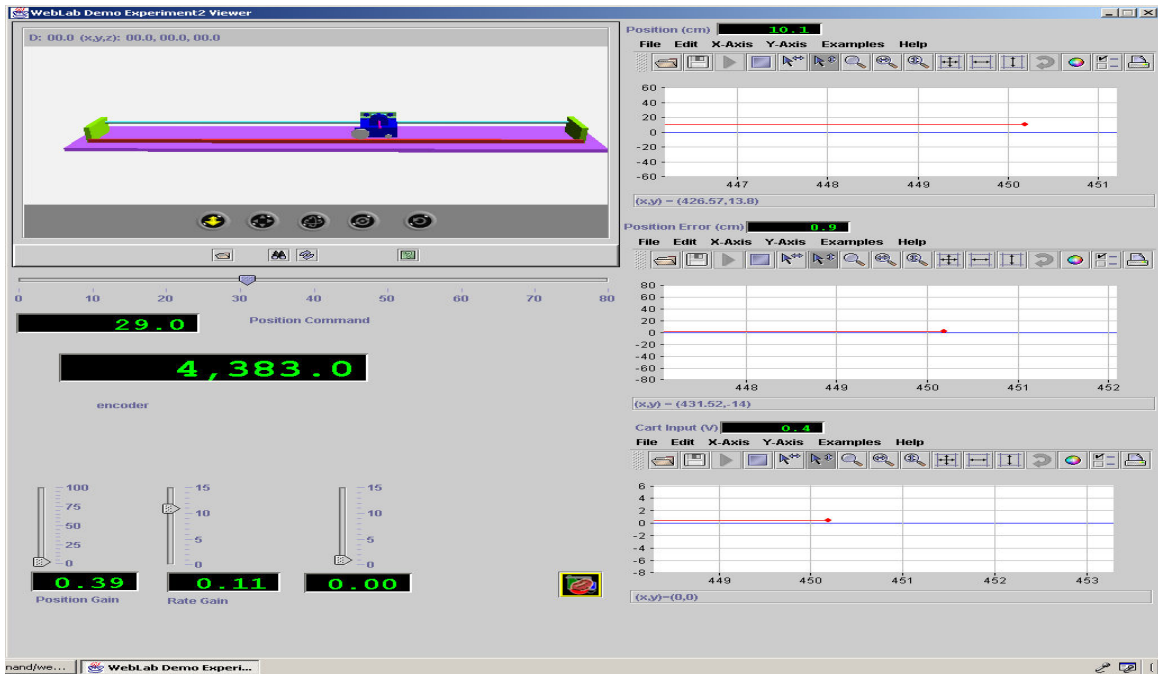 WebLab Demo Experiment2 Viewer
D: 00.0 (x,y,z): 00.0, 00.0, 00.0
0 10 20 30 40 50 60 70 80
29.0
Position Command
4,383.0
encoder
100
75
50
25
0
15
10
5
0
15
10
5
0
0.39
0.11
0.00
Position Gain
Rate Gain
Position (cm) 10.1
File Edit X-Axis Y-Axis Examples Help
60
40
20
0
-20
-40
-60
447 448 449 450 451
(x,y) = (426.57,13.8)
Position Error (cm) 0.9
File Edit X-Axis Y-Axis Examples Help
80
60
40
20
0
-20
-40
-60
-80
448 449 450 451 452
(x,y) = (431.52,-14)
Cart Input (V) 0.4
File Edit X-Axis Y-Axis Examples Help
6
4
2
0
-2
-4
-6
-8
449 450 451 452 453
(x,y)=(0,0)
nand/we...
WebLab Demo Experi...